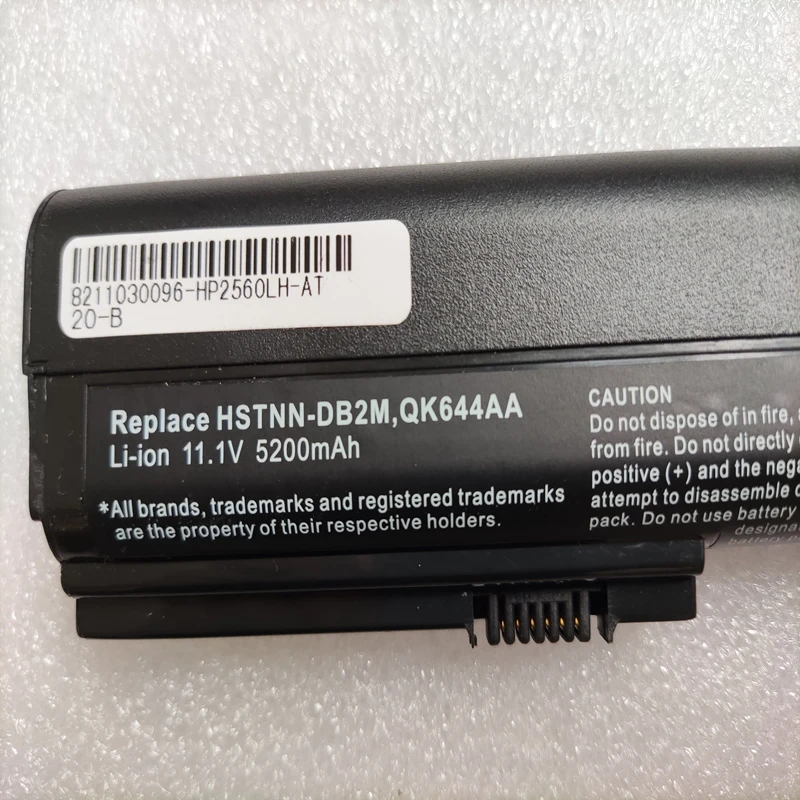 8211030096-HP2560LH-AT
20-B
Replace HSTNN-DB2M,QK644AA
Li-ion 11.1V 5200mAh
*All brands, trademarks and registered trademarks
are the property of their respective holders.
CAUTION
Do not dispose of in fire,
from fire. Do not directly
positive (+) and the
attempt to disassemble
pack. Do not use battery